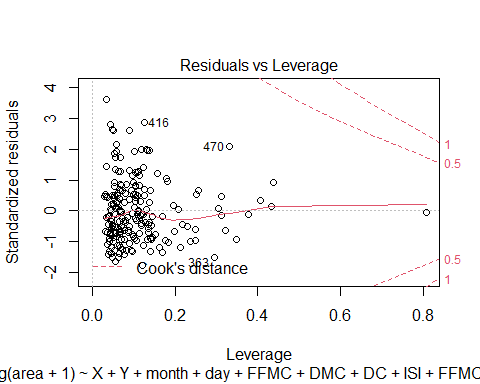 Residuals vs Leverage
Standardized residuals
4
3
2
1
0
-1
-2
416
470
363
1
0.5
0.5
1
Cook's distance
0.0 0.2 0.4 0.6 0.8
Leverage
g(area + 1) ~ X + Y + month + day + FFMC + DMC + DC + ISI + FFMC